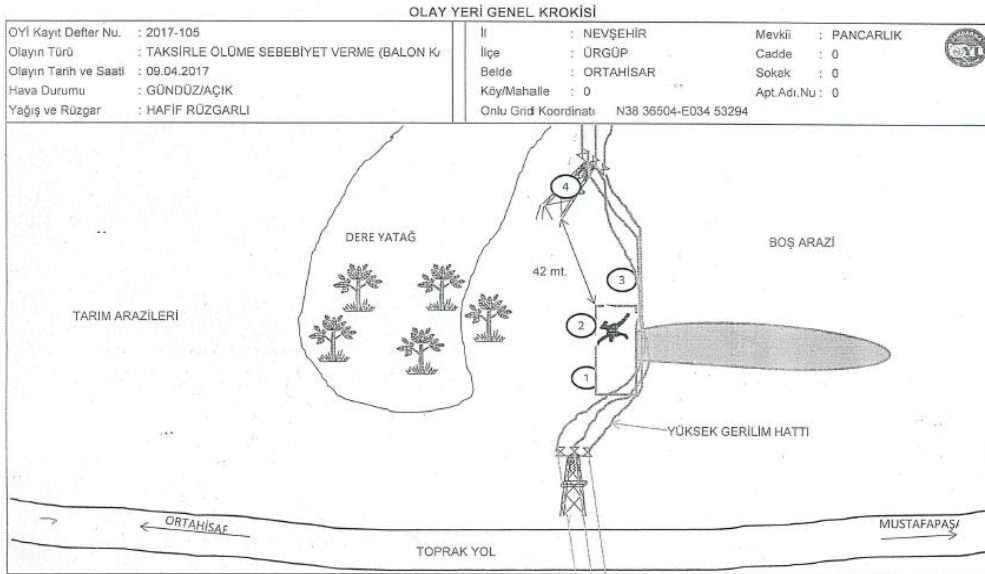 OLAY YERİ GENEL KROKİSİ
OYİ Kayıt Defter Nu. : 2017-105
Olayın Türü : TAKSİRLE ÖLÜME SEBEBİYET VERME (BALON K
Olayın Tarih ve Saati : 09.04.2017
Hava Durumu : GÜNDÜZ/AÇIK
Yağış ve Rüzgar : HAFİF RÜZGARLI
İl : NEVŞEHİR
İlçe : ÜRGÜP
Belde : ORTAHİSAR
Köy/Mahalle : 0
Onlu Grid Koordinatı N38 36504-E034 53294
Mevkii : PANCARLIK
Cadde : 0
Sokak : 0
Apt.Adı.Nu : 0
4
DERE YATAĞ
BOŞ ARAZİ
42 mt.
3
TARIM ARAZİLERİ
2
1
YÜKSEK GERİLİM HATTI
ORTAHİSAF
MUSTAFAPAŞ
TOPRAK YOL